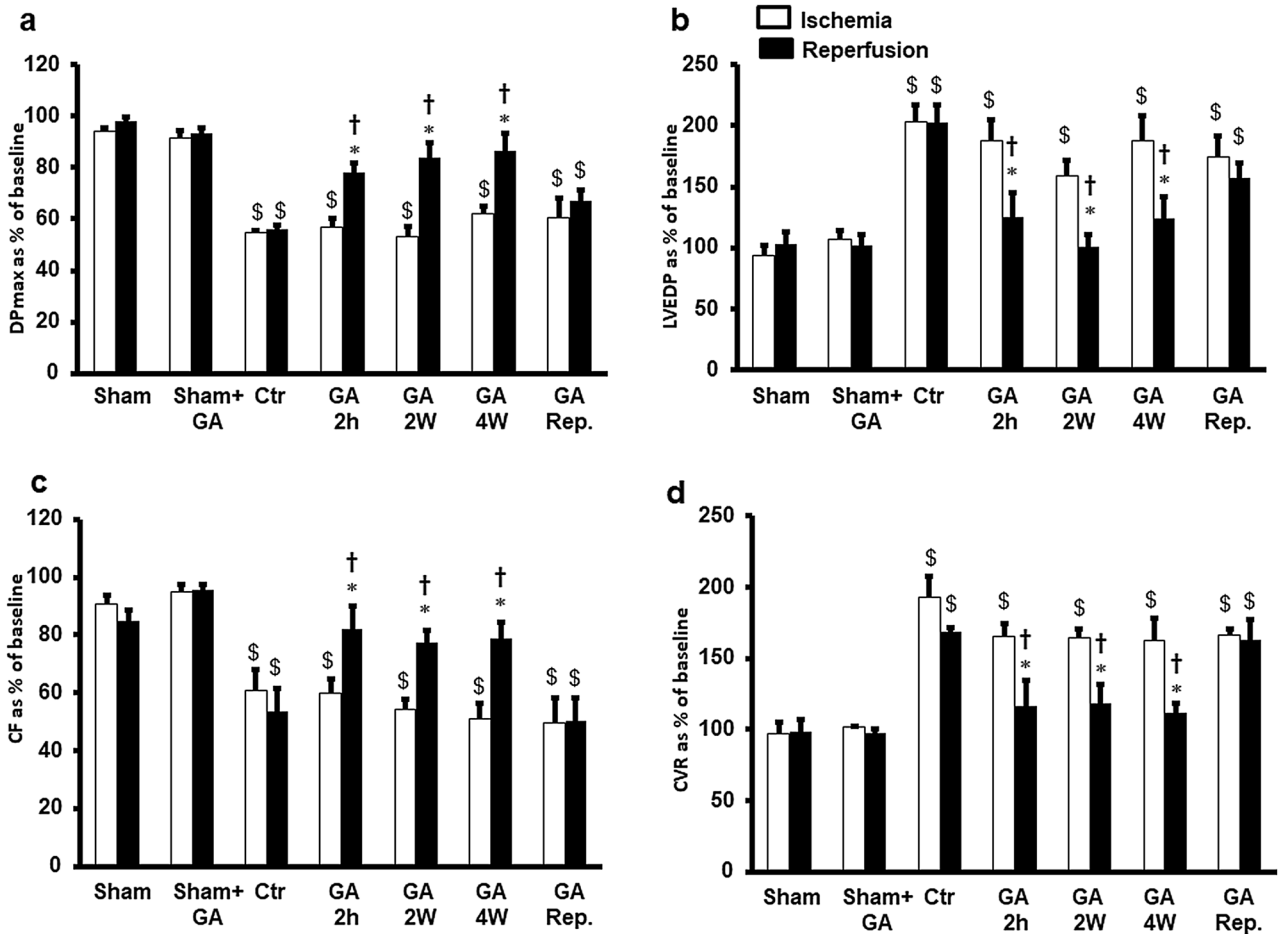 a
DPmax as % of baseline
120
100
80
60
40
20
0
$ $ $ † * † * $ † * $ $
Sham Sham+ Ctr GA GA GA GA
GA 2h 2W 4W Rep.
b
Ischemia
Reperfusion
LVEDP as % of baseline
250
200
150
100
50
0
$ $ $ † * $ † * $ † * $ $
Sham Sham+ Ctr GA GA GA GA
GA 2h 2W 4W Rep.
c
CF as % of baseline
120
100
80
60
40
20
0
$ $ $ † * $ † * $ † * $ $
Sham Sham+ Ctr GA GA GA GA
GA 2h 2W 4W Rep.
d
CVR as % of baseline
250
200
150
100
50
0
$ $ $ † * $ † * $ † * $ $
Sham Sham+ Ctr GA GA GA GA
GA 2h 2W 4W Rep.